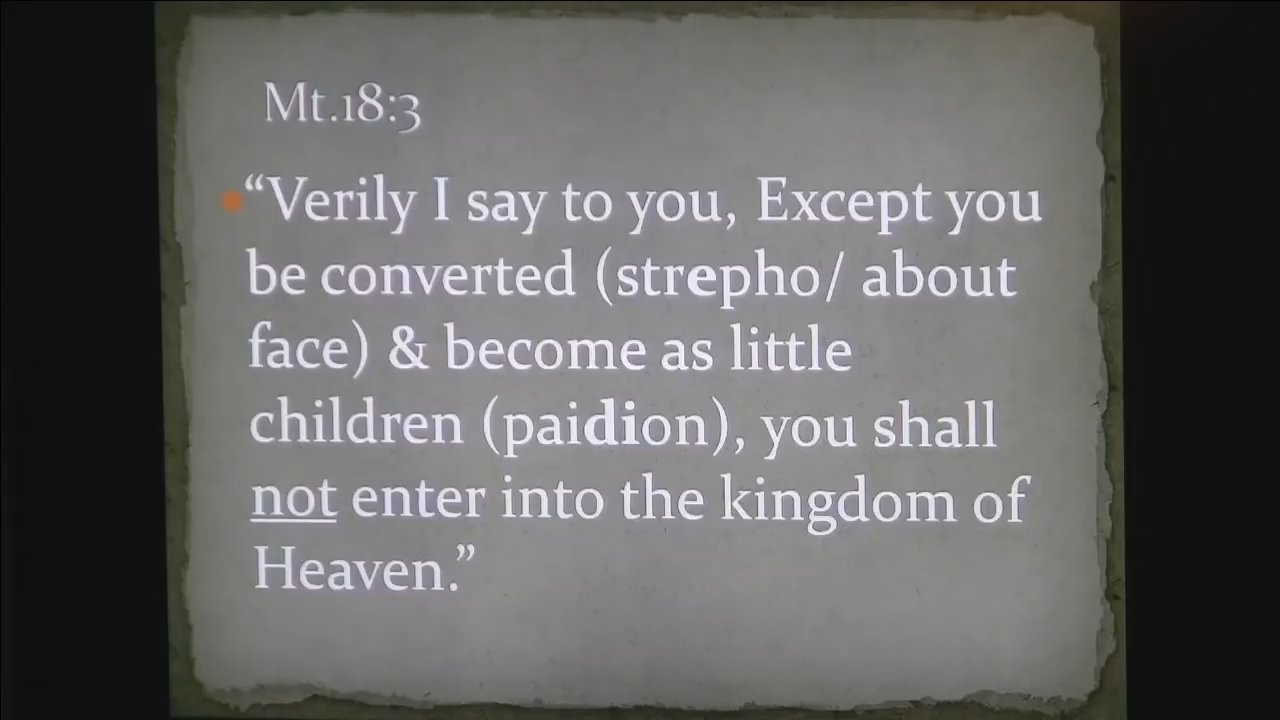 Mt.18:3
“Verily I say to you, Except you
be converted (strepho/ about
face) & become as little
children (paidion), you shall
not enter into the kingdom of
Heaven.”